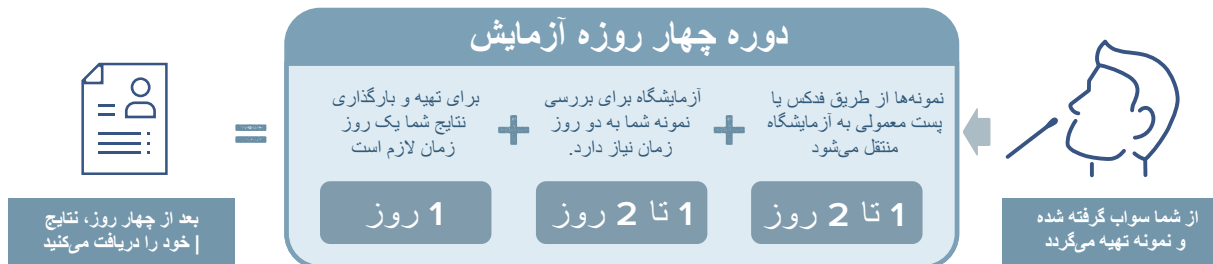 دوره چهار روزه آزمایش
از شما سواب گرفته شده
و نمونه تهیه می‌گردد
نمونه‌ها از طریق فدکس یا
پست معمولی به آزمایشگاه
منتقل می‌شود
1 تا 2 روز
+
آزمایشگاه برای بررسی
نمونه شما به دو روز
زمان نیاز دارد.
1 تا 2 روز
+
برای تهیه و بارگذاری
نتایج شما یک روز
زمان لازم است
1 روز
=
بعد از چهار روز، نتایج
خود را دریافت می‌کنید |